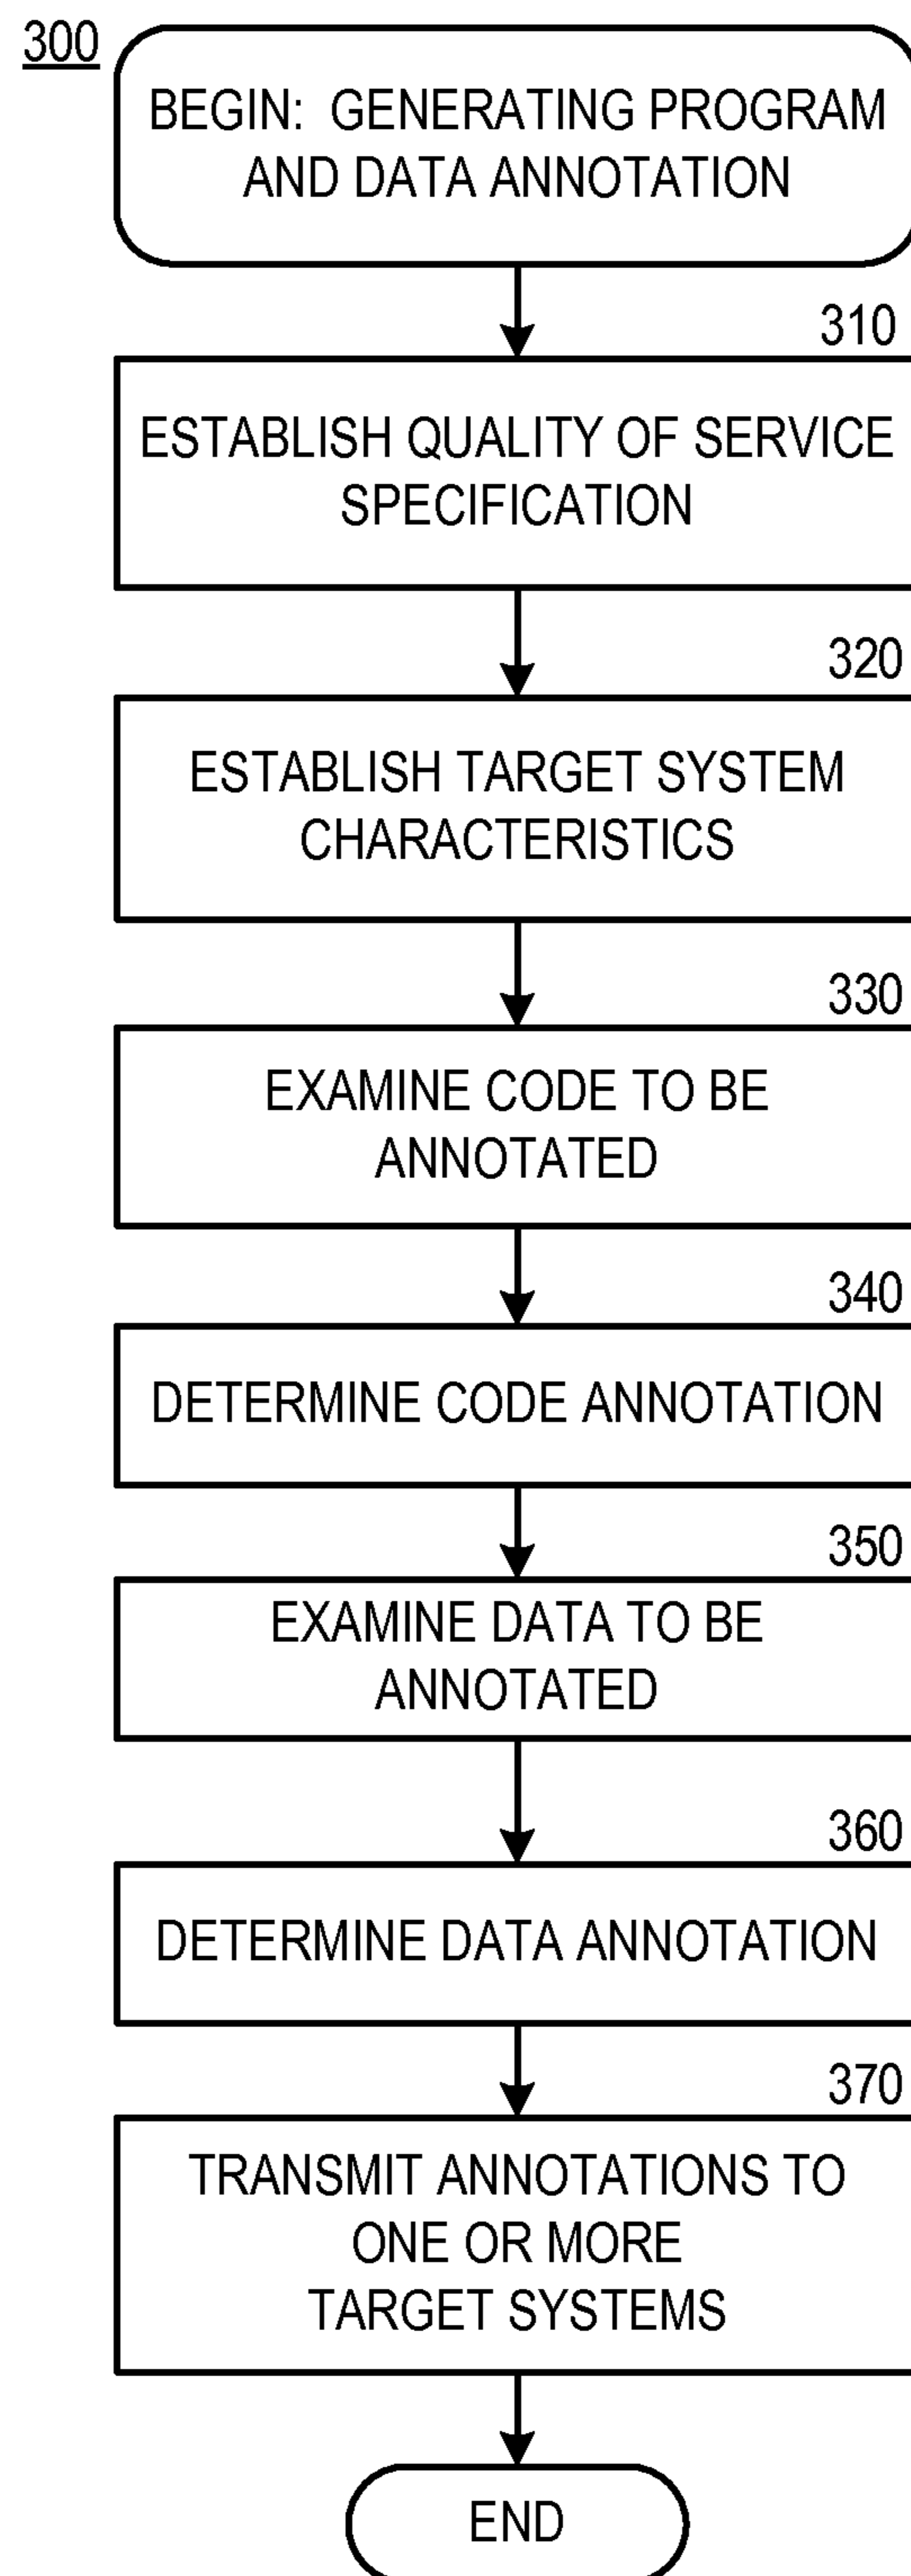 300
BEGIN: GENERATING PROGRAM
AND DATA ANNOTATION
310
ESTABLISH QUALITY OF SERVICE
SPECIFICATION
320
ESTABLISH TARGET SYSTEM
CHARACTERISTICS
330
EXAMINE CODE TO BE
ANNOTATED
340
DETERMINE CODE ANNOTATION
350
EXAMINE DATA TO BE
ANNOTATED
360
DETERMINE DATA ANNOTATION
370
TRANSMIT ANNOTATIONS TO
ONE OR MORE
TARGET SYSTEMS
END